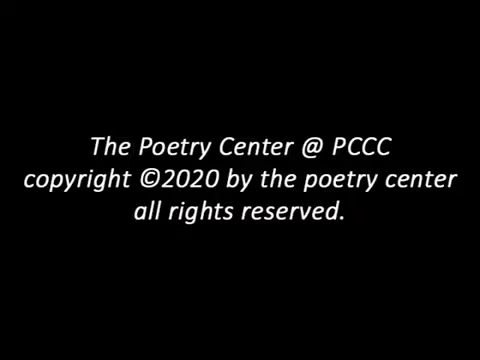 The Poetry Center @ PCCC
copyright ©2020 by the poetry center
all rights reserved.